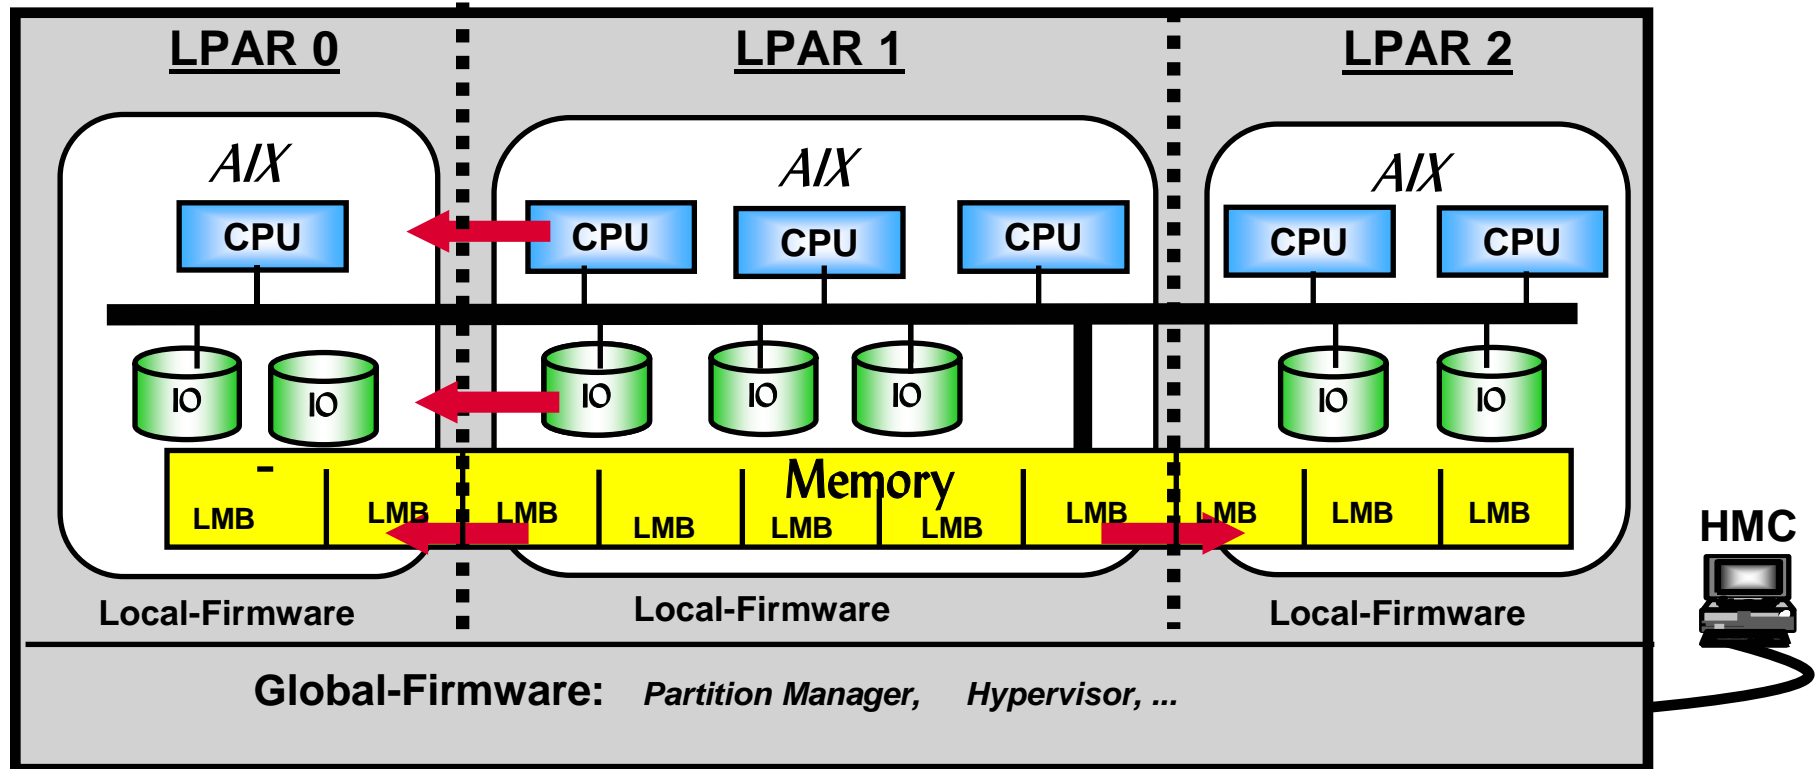 LPAR 0 LPAR 1 LPAR 2
AIX AIX AIX
CPU CPU CPU CPU CPU CPU
IO IO IO IO IO IO IO
-
Memory
LMB LMB LMB LMB LMB LMB LMB LMB LMB LMB
HMC
Local-Firmware Local-Firmware Local-Firmware
Global-Firmware: Partition Manager, Hypervisor, ...